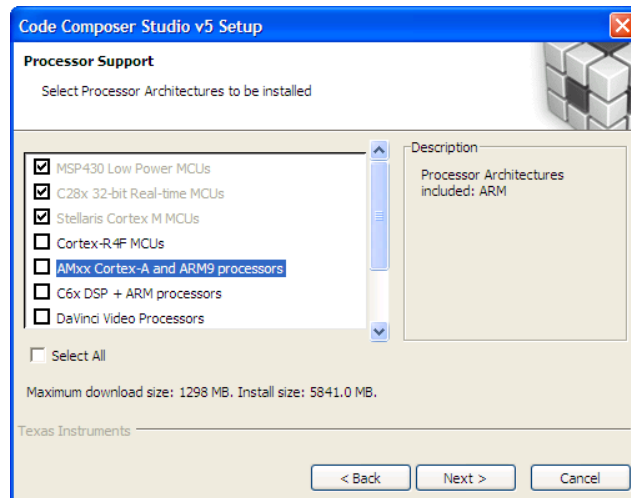 Code Composer Studio v5 Setup
Processor Support
Select Processor Architectures to be installed
MSP430 Low Power MCUs
C28x 32-bit Real-time MCUs
Stellaris Cortex M MCUs
Cortex-R4F MCUs
AMxx Cortex-A and ARM9 processors
C6x DSP + ARM processors
DaVinci Video Processors
Description
Processor Architectures
included: ARM
Select All
Maximum download size: 1298 MB. Install size: 5841.0 MB.
Texas Instruments
< Back
Next >
Cancel